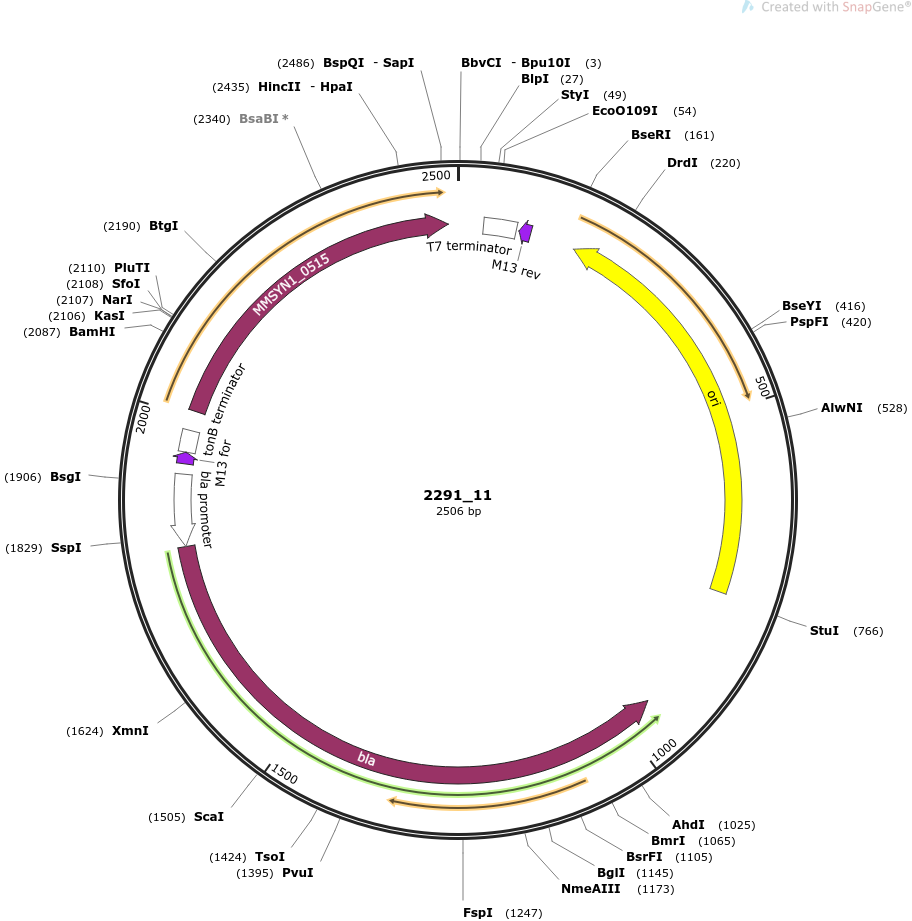 Created with SnapGene®
(2486) BspQI - SapI
BbvCI - Bpu10I (3)
(2435) HincII - HpaI
BlpI (27)
StyI (49)
EcoO109I (54)
(2340) BsaBI *
BseRI (161)
DrdI (220)
2500
T7 terminator
M13 rev
(2190) BtgI
MMSYN1_0515
(2110) PluTI
(2108) SfoI
(2107) NarI
(2106) KasI
(2087) BamHI
BseYI (416)
PspFI (420)
500
ori
AlwNI (528)
2000
tonB terminator
M13 for
bla promoter
(1906) BsgI
2291_11
2506 bp
(1829) SspI
StuI (766)
(1624) XmnI
1000
bla
1500
(1505) ScaI
AhdI (1025)
BmrI (1065)
(1424) TsoI
BsrFI (1105)
(1395) PvuI
BglI (1145)
NmeAIII (1173)
FspI (1247)